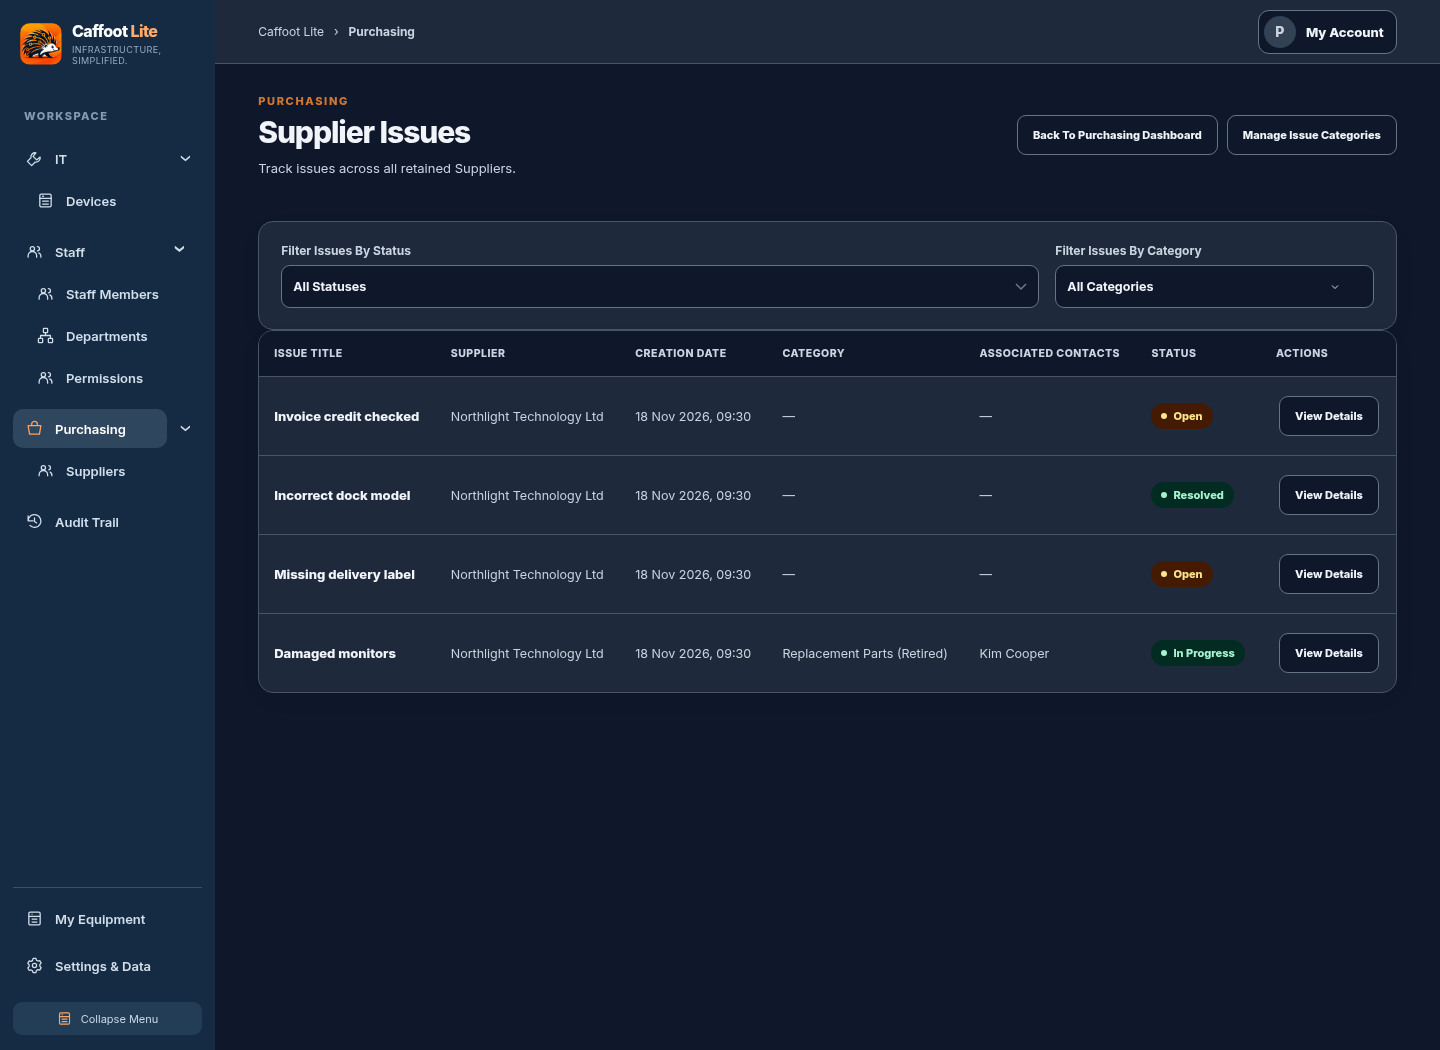 Caffoot Lite
INFRASTRUCTURE,
SIMPLIFIED.
WORKSPACE
IT
Devices
Staff
Staff Members
Departments
Permissions
Purchasing
Suppliers
Audit Trail
My Equipment
Settings & Data
Collapse Menu
Caffoot Lite › Purchasing
P My Account
PURCHASING
Supplier Issues
Track issues across all retained Suppliers.
Back To Purchasing Dashboard
Manage Issue Categories
Filter Issues By Status
All Statuses
Filter Issues By Category
All Categories
ISSUE TITLE SUPPLIER CREATION DATE CATEGORY ASSOCIATED CONTACTS STATUS ACTIONS
Invoice credit checked Northlight Technology Ltd 18 Nov 2026, 09:30 — — Open View Details
Incorrect dock model Northlight Technology Ltd 18 Nov 2026, 09:30 — — Resolved View Details
Missing delivery label Northlight Technology Ltd 18 Nov 2026, 09:30 — — Open View Details
Damaged monitors Northlight Technology Ltd 18 Nov 2026, 09:30 Replacement Parts (Retired) Kim Cooper In Progress View Details